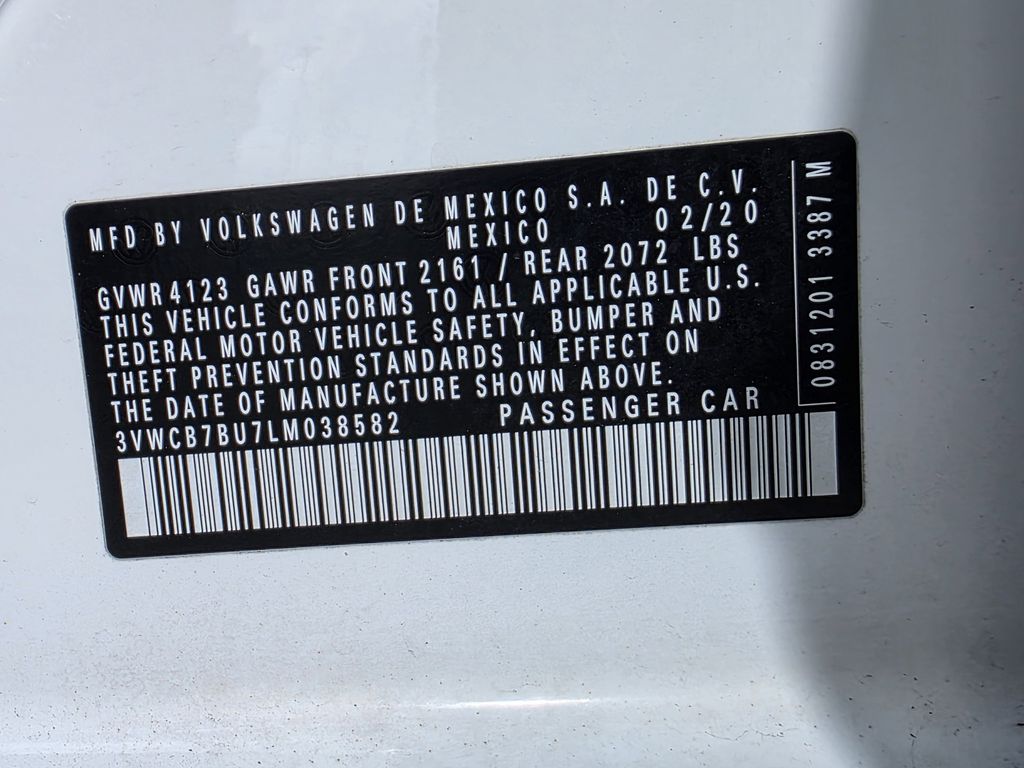 MFD BY VOLKSWAGEN DE MEXICO S.A. DE C.V.
MEXICO 02/20
GVWR 4123 GAWR FRONT 2161 / REAR 2072 LBS
THIS VEHICLE CONFORMS TO ALL APPLICABLE U.S.
FEDERAL MOTOR VEHICLE SAFETY, BUMPER AND
THEFT PREVENTION STANDARDS IN EFFECT ON
THE DATE OF MANUFACTURE SHOWN ABOVE.
3VWCB7BU7LM038582 PASSENGER CAR
0831201 3387 M